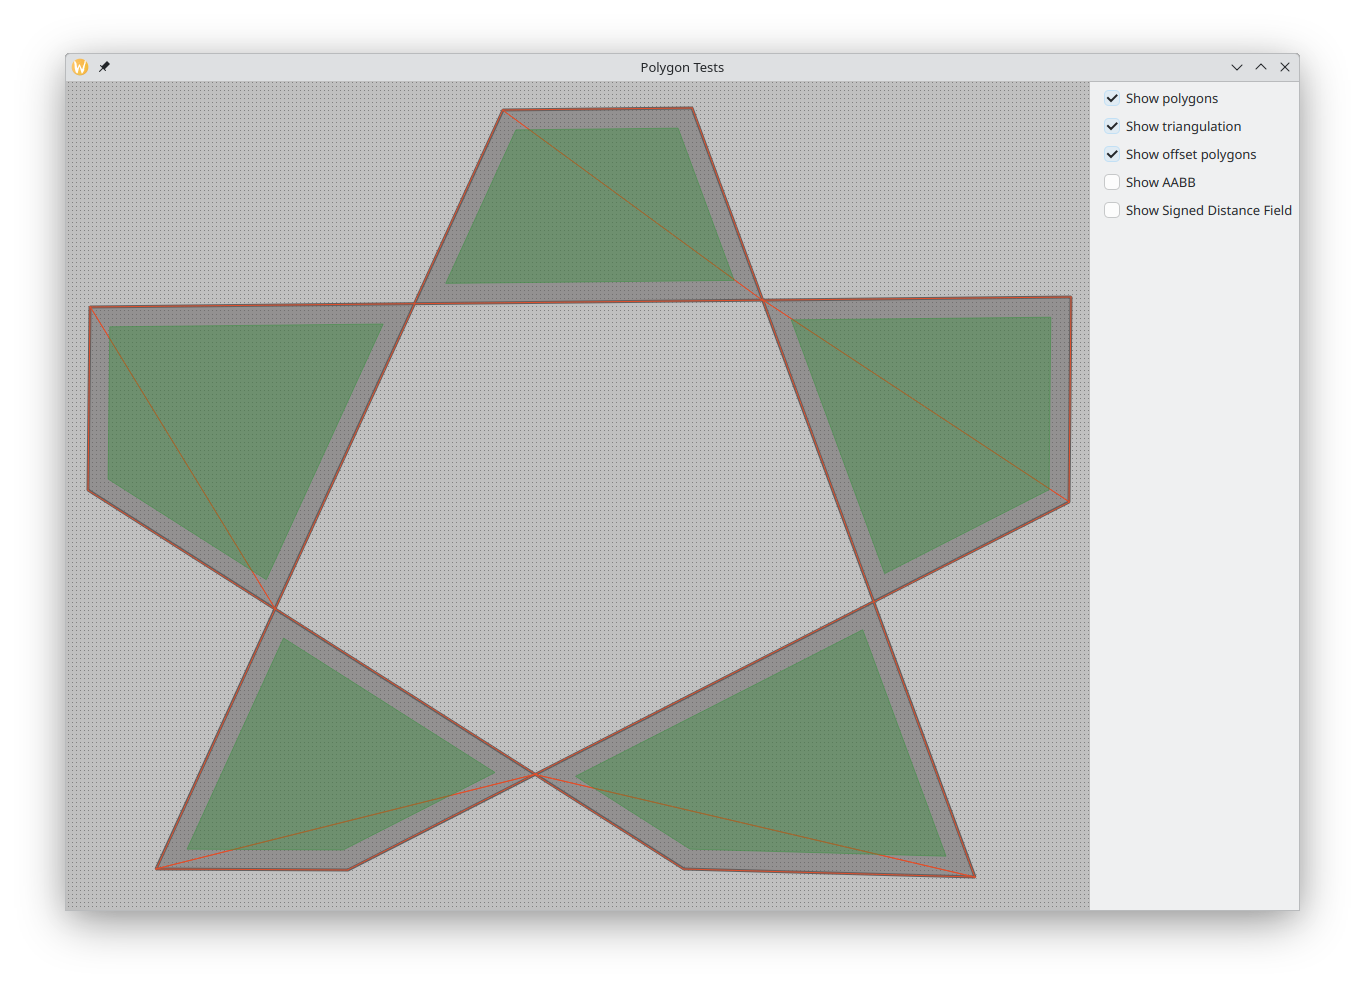 Polygon Tests
Show polygons
Show triangulation
Show offset polygons
Show AABB
Show Signed Distance Field